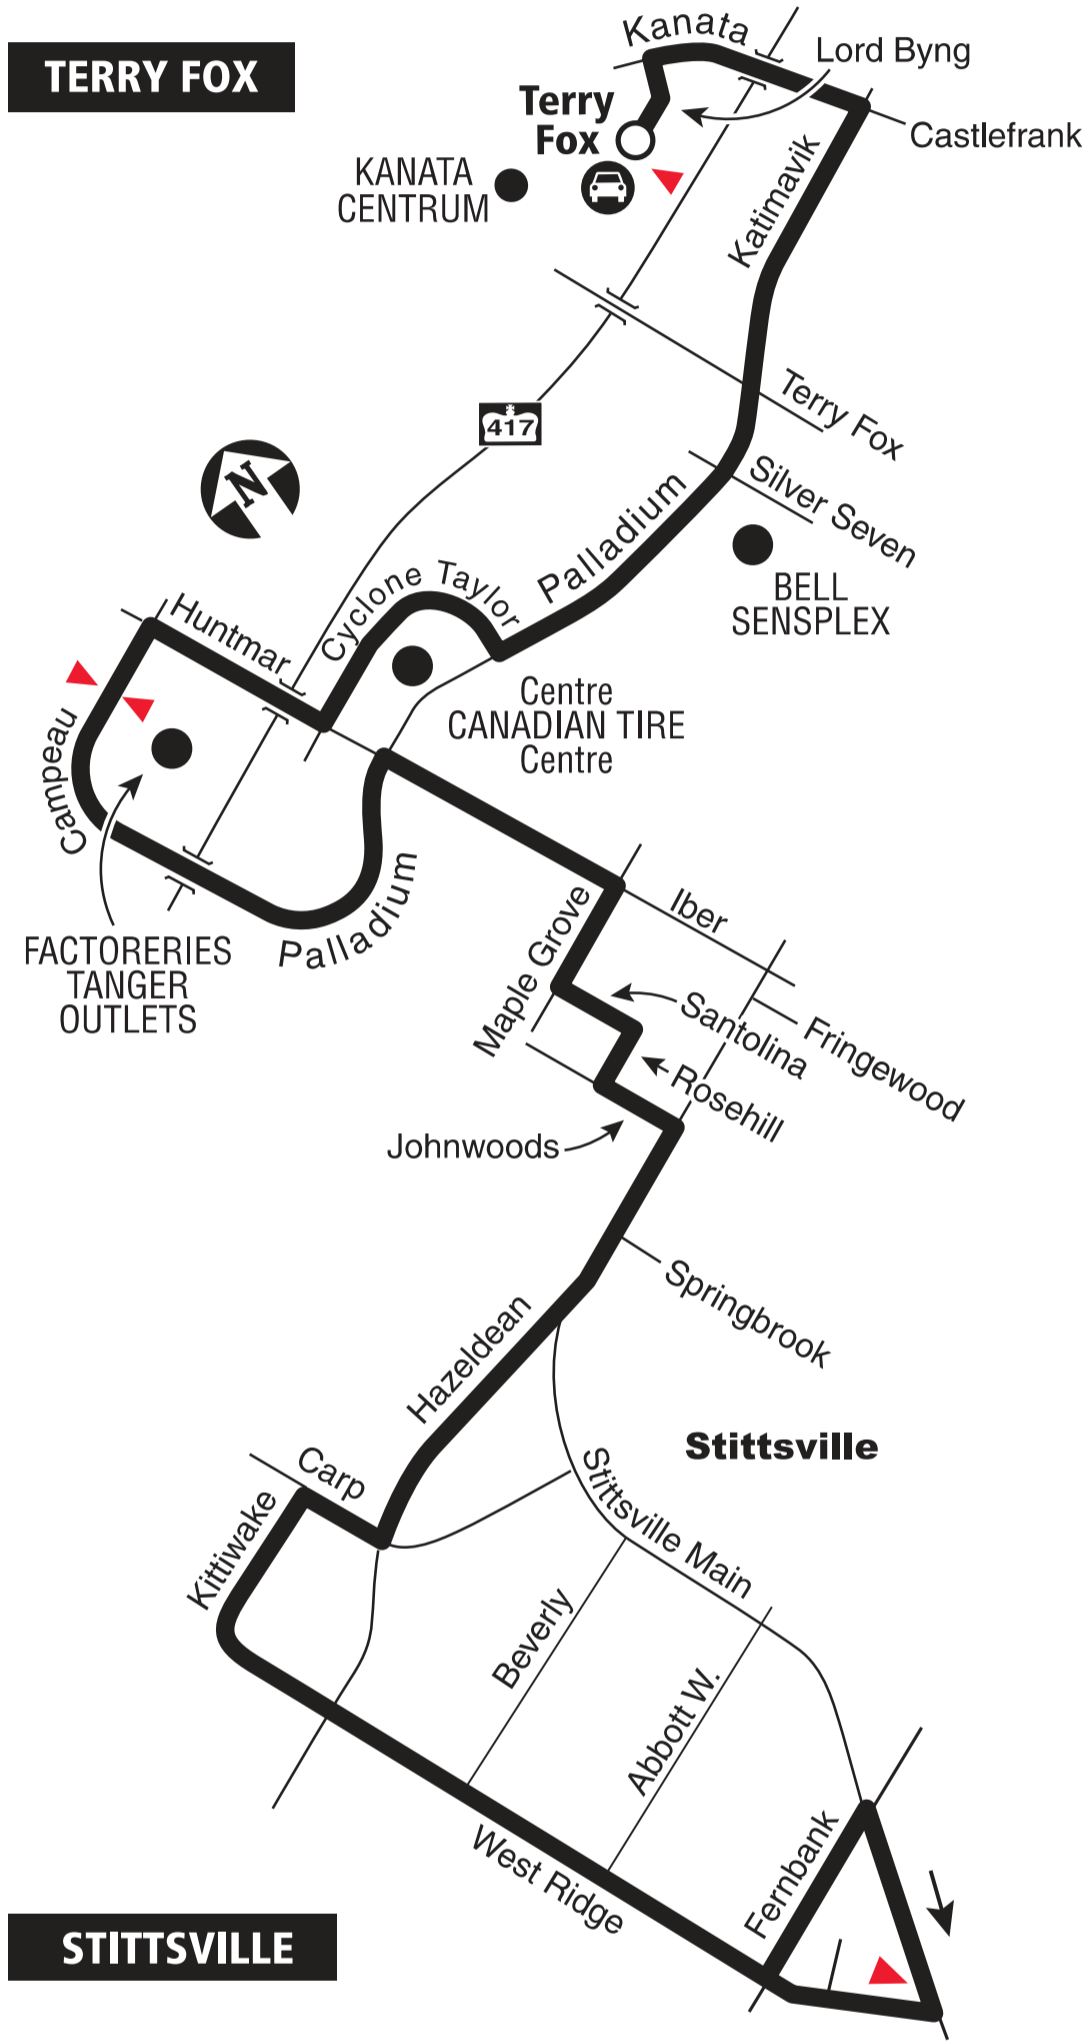 TERRY FOX
Kanata
Lord Byng
Terry
Fox
Castlefrank
KANATA
CENTRUM
Katimavik
Terry Fox
417
Silver Seven
N
Palladium
BELL
SENSPLEX
Cyclone Taylor
Huntmar
Centre
CANADIAN TIRE
Centre
Campeau
Palladium
FACTORERIES
TANGER
OUTLETS
Iber
Maple Grove
Santolina
Fringewood
Rosehill
Johnwoods
Springbrook
Hazeldean
Stittsville
Carp
Stittsville Main
Kittiwake
Beverly
Abbott W.
Fernbank
West Ridge
STITTSVILLE